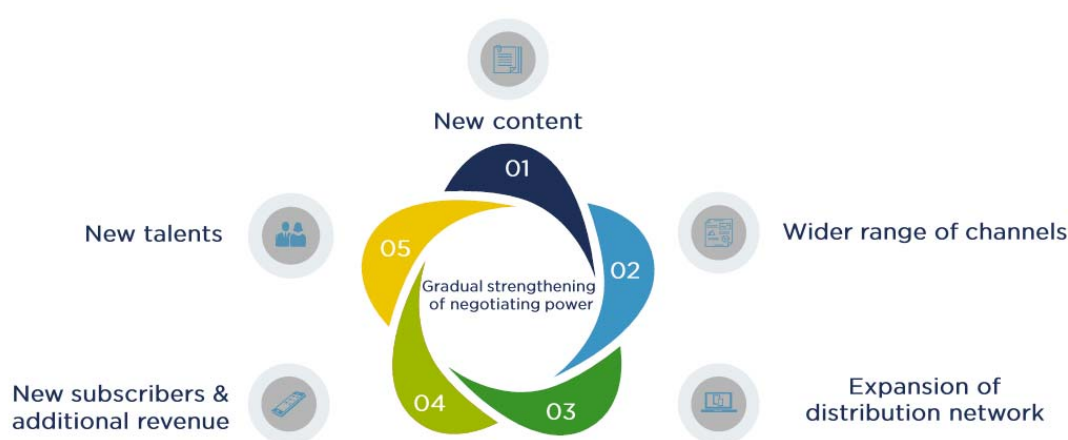 New content
01
Wider range of channels
02
Expansion of
distribution network
03
New subscribers &
additional revenue
04
New talents
05
Gradual strengthening
of negotiating power